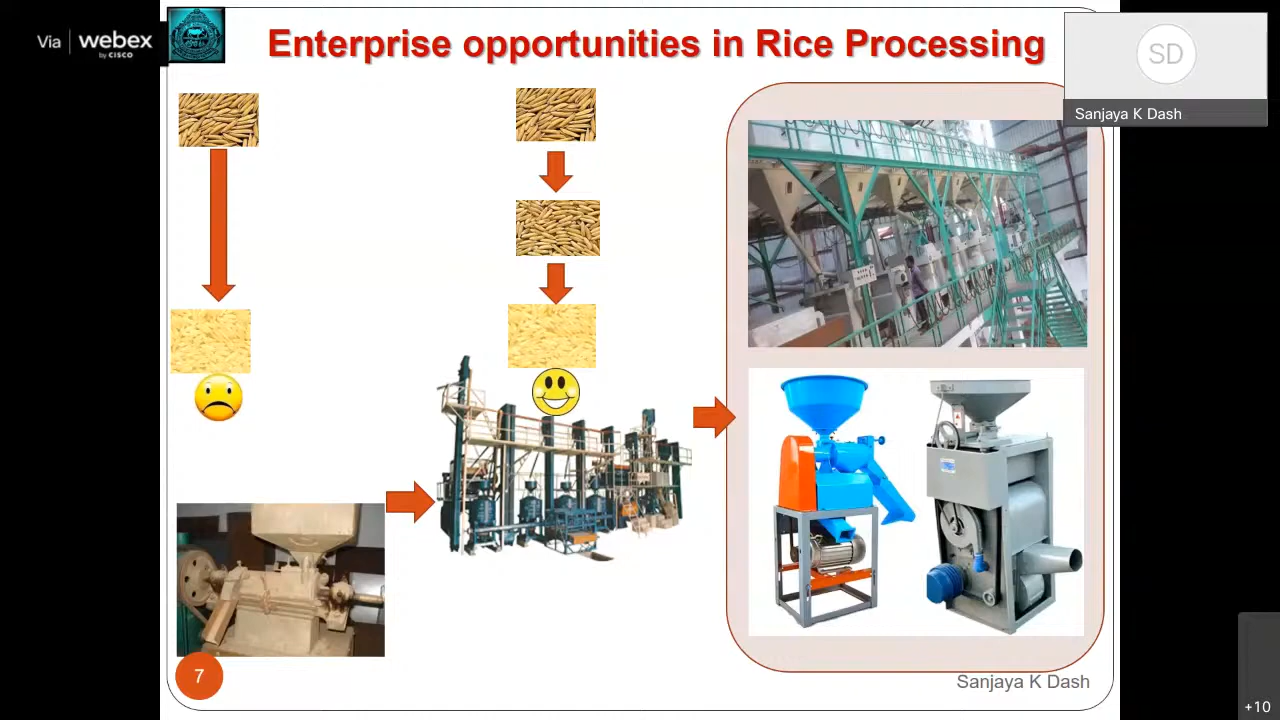 Via webex
by CISCO
Enterprise opportunities in Rice Processing
SD
Sanjaya K Dash
7
Sanjaya K Dash
+10